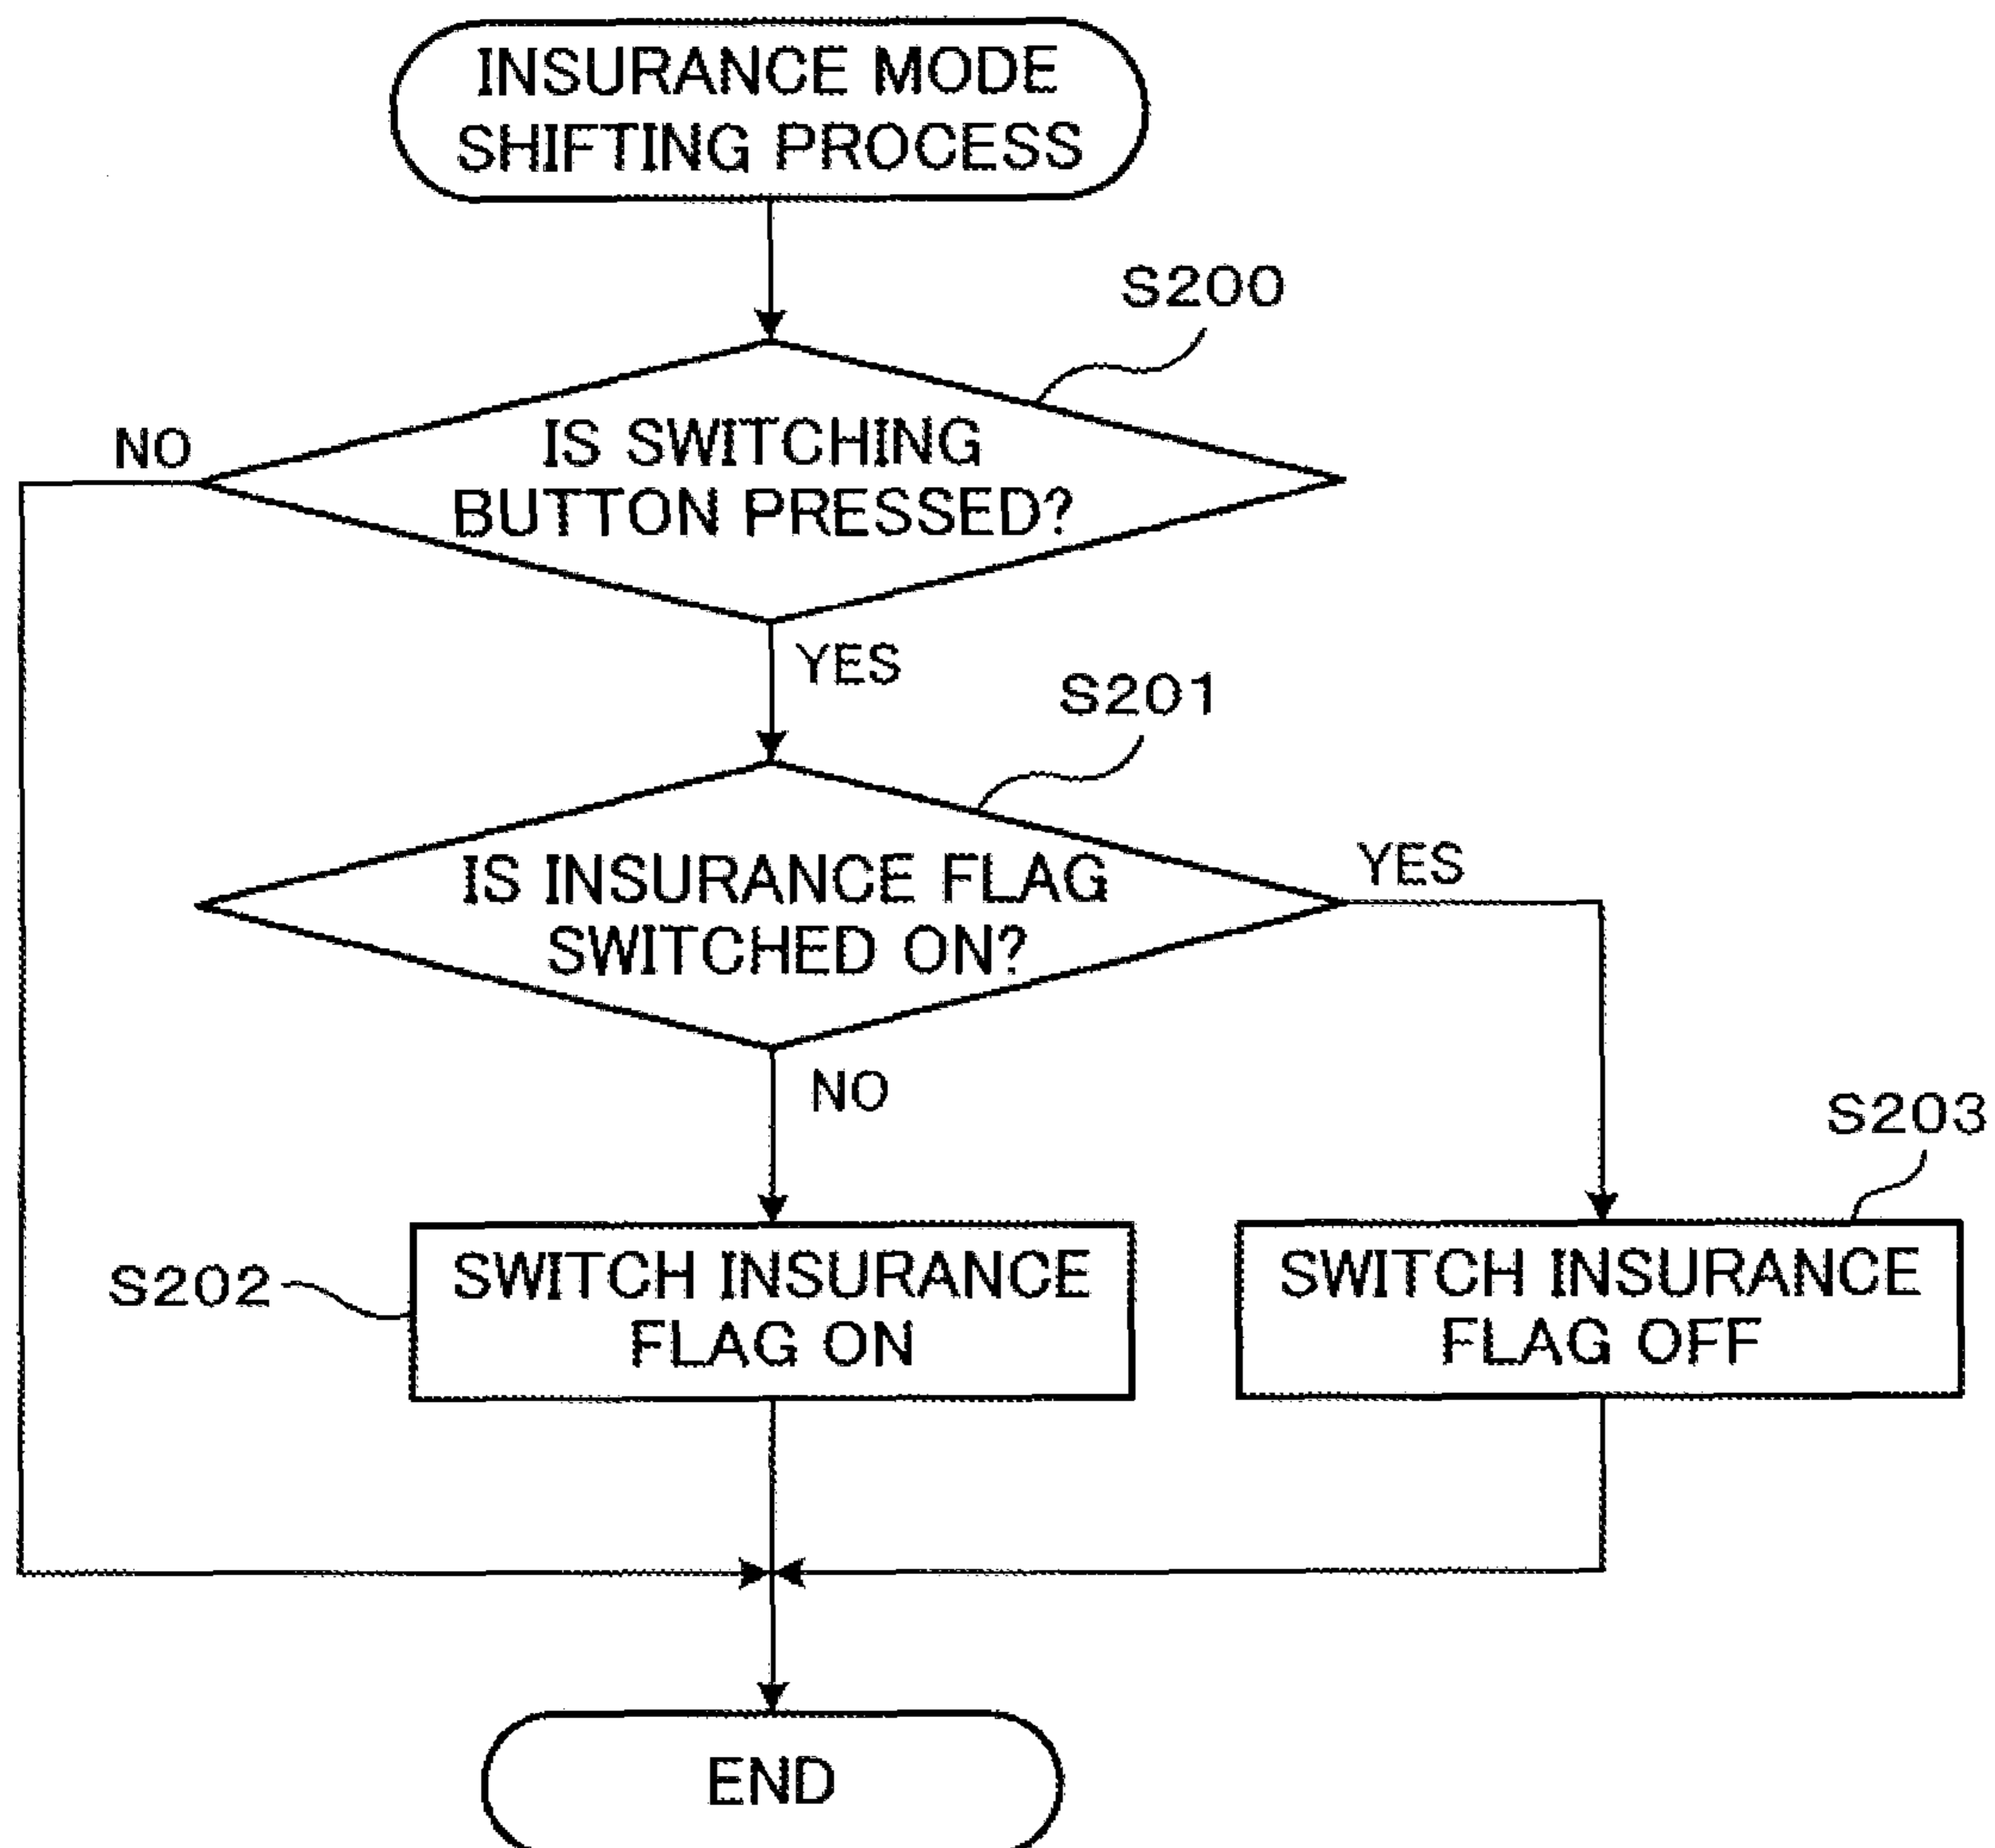 INSURANCE MODE
SHIFTING PROCESS
S200
IS SWITCHING
BUTTON PRESSED?
NO
YES
S201
IS INSURANCE FLAG
SWITCHED ON?
YES
NO
S203
S202
SWITCH INSURANCE
FLAG ON
SWITCH INSURANCE
FLAG OFF
END